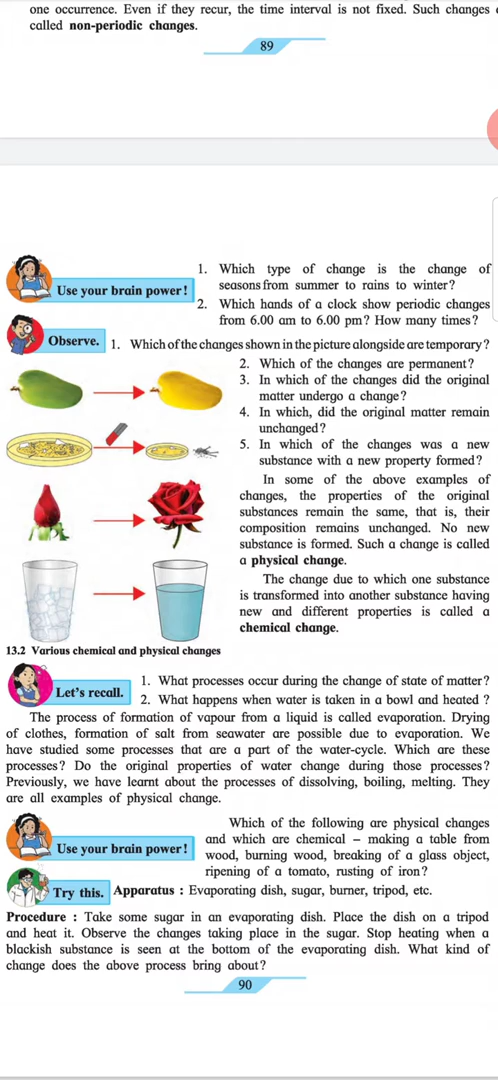 one occurrence. Even if they recur, the time interval is not fixed. Such changes
called non-periodic changes.
89
Use your brain power!
1. Which type of change is the change of
seasons from summer to rains to winter?
2. Which hands of a clock show periodic changes
from 6.00 am to 6.00 pm? How many times?
Observe.
1. Which of the changes shown in the picture alongside are temporary?
2. Which of the changes are permanent?
3. In which of the changes did the original
matter undergo a change?
4. In which, did the original matter remain
unchanged?
5. In which of the changes was a new
substance with a new property formed?
In some of the above examples of
changes, the properties of the original
substances remain the same, that is, their
composition remains unchanged. No new
substance is formed. Such a change is called
a physical change.
The change due to which one substance
is transformed into another substance having
new and different properties is called a
chemical change.
13.2 Various chemical and physical changes
Let's recall.
1. What processes occur during the change of state of matter?
2. What happens when water is taken in a bowl and heated ?
The process of formation of vapour from a liquid is called evaporation. Drying
of clothes, formation of salt from seawater are possible due to evaporation. We
have studied some processes that are a part of the water-cycle. Which are these
processes? Do the original properties of water change during those processes?
Previously, we have learnt about the processes of dissolving, boiling, melting. They
are all examples of physical change.
Use your brain power!
Which of the following are physical changes
and which are chemical – making a table from
wood, burning wood, breaking of a glass object,
ripening of a tomato, rusting of iron?
Try this.
Apparatus : Evaporating dish, sugar, burner, tripod, etc.
Procedure : Take some sugar in an evaporating dish. Place the dish on a tripod
and heat it. Observe the changes taking place in the sugar. Stop heating when a
blackish substance is seen at the bottom of the evaporating dish. What kind of
change does the above process bring about?
90